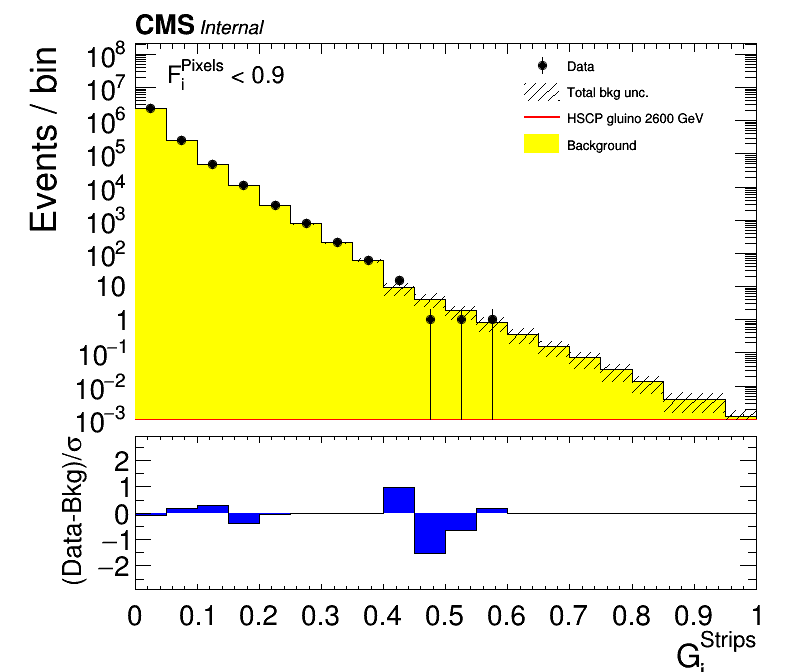 CMS Internal
F_i^Pixels < 0.9
Data
Total bkg unc.
HSCP gluino 2600 GeV
Background
Events / bin
10^8
10^7
10^6
10^5
10^4
10^3
10^2
10
1
10^−1
10^−2
10^−3
(Data-Bkg)/σ
2
1
0
−1
−2
0 0.1 0.2 0.3 0.4 0.5 0.6 0.7 0.8 0.9 1
G_i^Strips